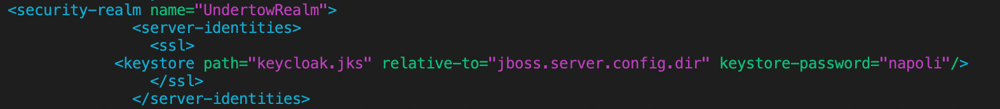 <security-realm name="UndertowRealm">
<server-identities>
<ssl>
<keystore path="keycloak.jks" relative-to="jboss.server.config.dir" keystore-password="napoli"/>
</ssl>
</server-identities>